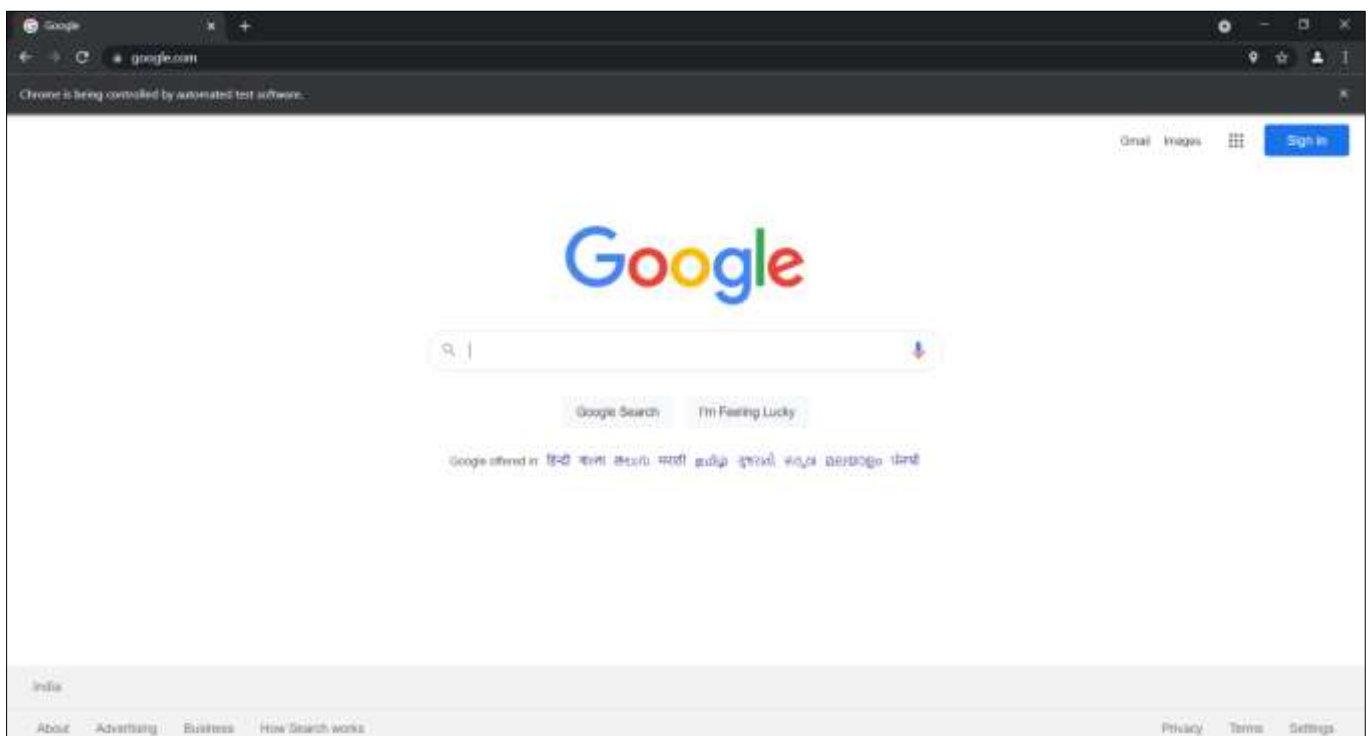 Google
google.com
Chrome is being controlled by automated test software.
Gmail Images Sign in
Google
Google Search I'm Feeling Lucky
Google offered in: हिन्दी বাংলা తెలుగు मराठी தமிழ் ગુજરાતી ಕನ್ನಡ മലയാളം ਪੰਜਾਬੀ
India
About Advertising Business How Search works Privacy Terms Settings